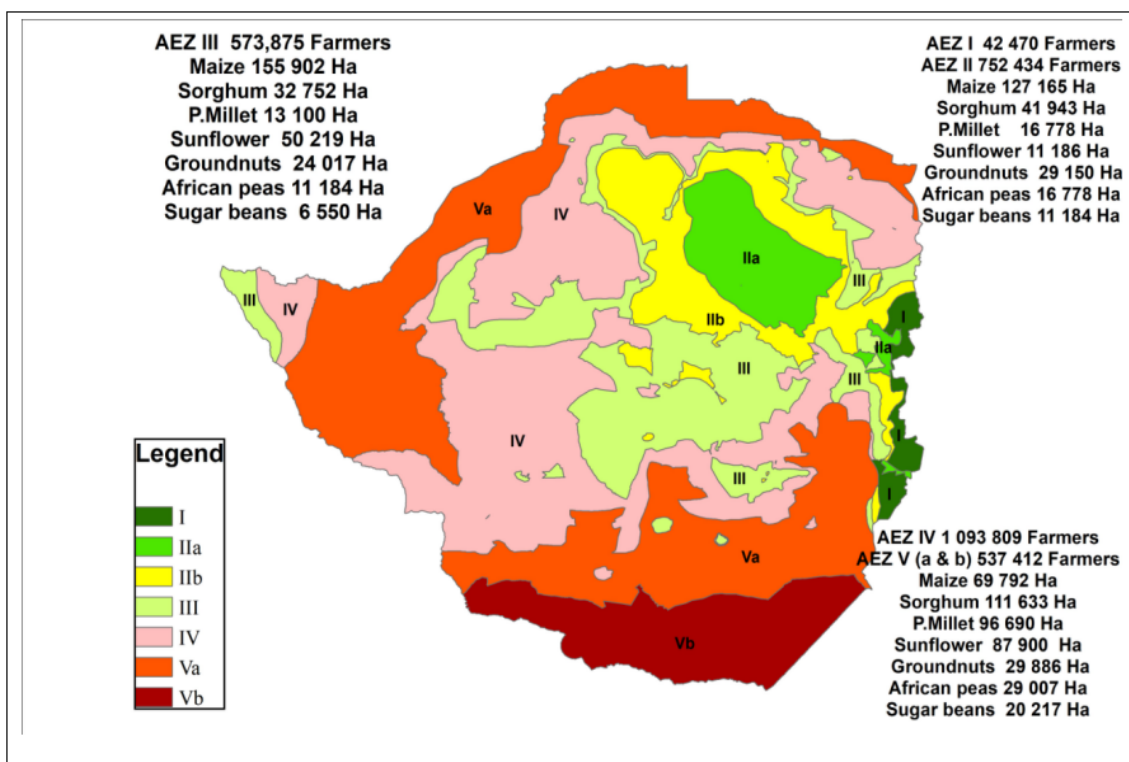 AEZ III 573,875 Farmers
Maize 155 902 Ha
Sorghum 32 752 Ha
P.Millet 13 100 Ha
Sunflower 50 219 Ha
Groundnuts 24 017 Ha
African peas 11 184 Ha
Sugar beans 6 550 Ha
AEZ I 42 470 Farmers
AEZ II 752 434 Farmers
Maize 127 165 Ha
Sorghum 41 943 Ha
P.Millet 16 778 Ha
Sunflower 11 186 Ha
Groundnuts 29 150 Ha
African peas 16 778 Ha
Sugar beans 11 184 Ha
Va
IV
IIa
III
III
IV
I
IIb
IIa
III
III
I
IV
III
I
Va
Vb
Legend
I
IIa
IIb
III
IV
Va
Vb
AEZ IV 1 093 809 Farmers
AEZ V (a & b) 537 412 Farmers
Maize 69 792 Ha
Sorghum 111 633 Ha
P.Millet 96 690 Ha
Sunflower 87 900 Ha
Groundnuts 29 886 Ha
African peas 29 007 Ha
Sugar beans 20 217 Ha